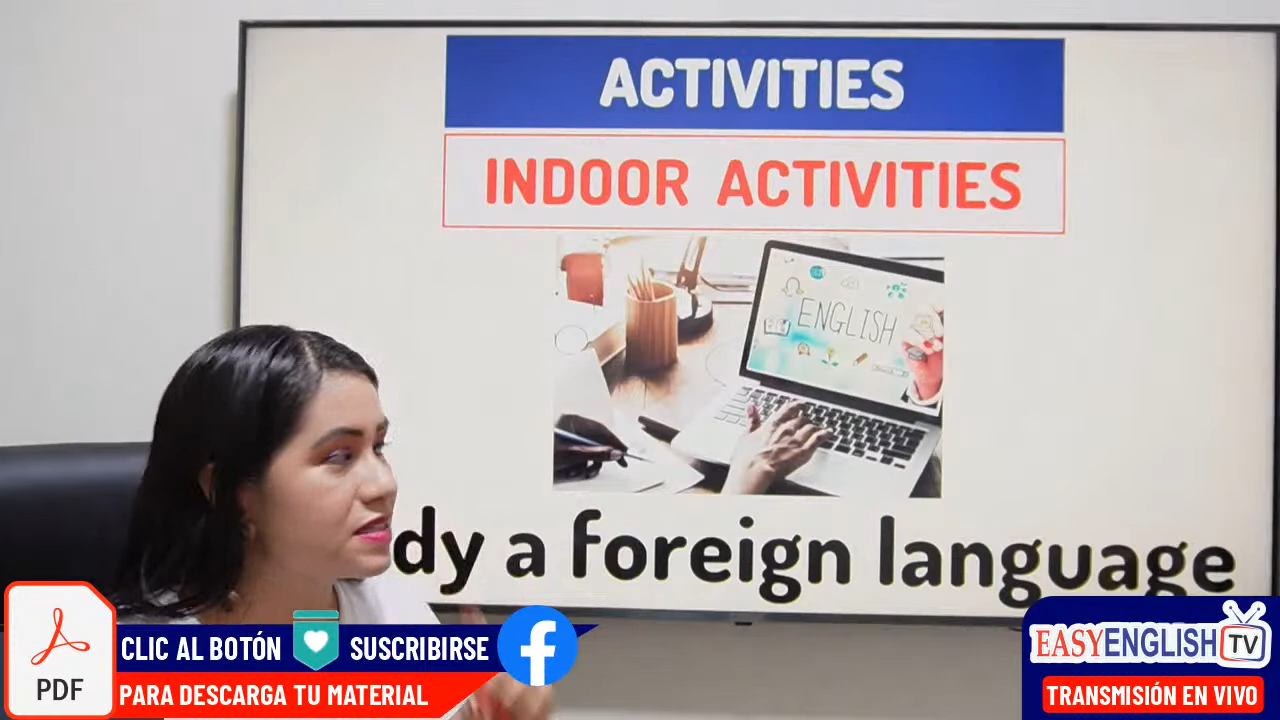 ACTIVITIES
INDOOR ACTIVITIES
ENGLISH
dy a foreign language
PDF
CLIC AL BOTÓN SUSCRIBIRSE
PARA DESCARGA TU MATERIAL
EASYENGLISH TV
TRANSMISIÓN EN VIVO